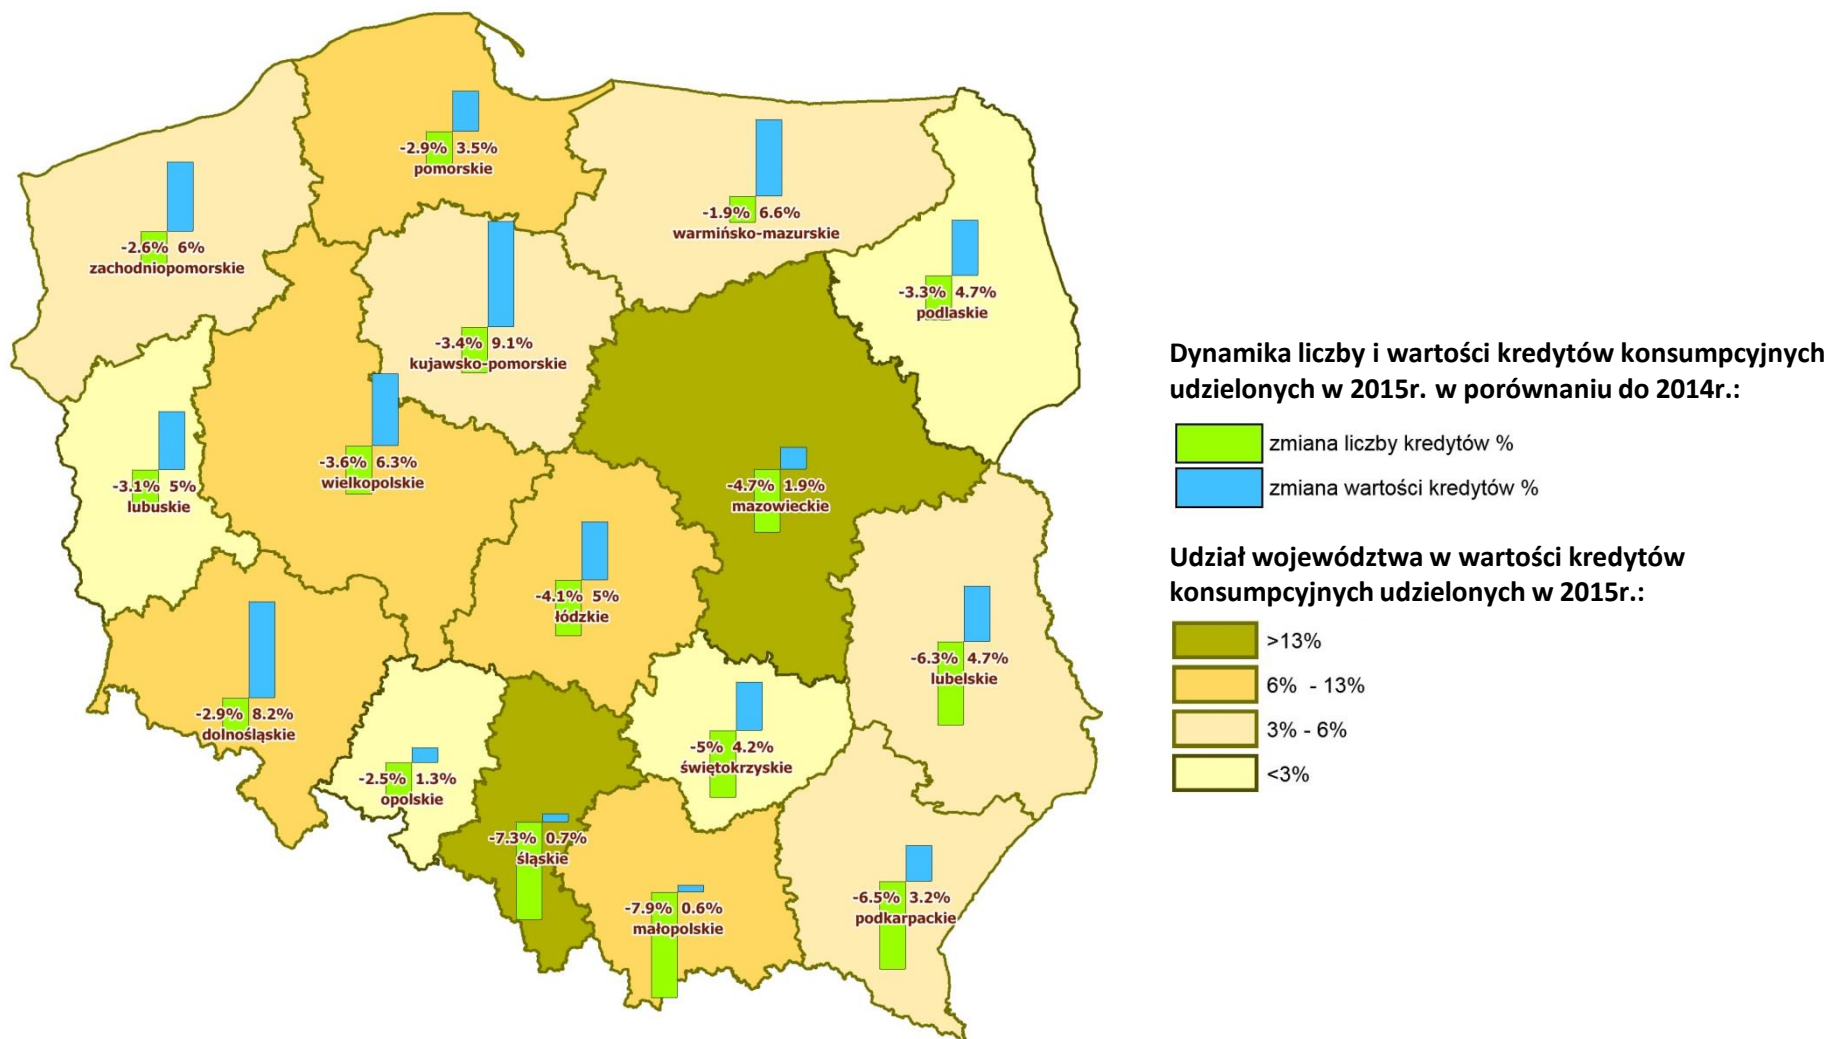 -2.9% 3.5%
pomorskie
-1.9% 6.6%
warmińsko-mazurskie
-2.6% 6%
zachodniopomorskie
-3.3% 4.7%
podlaskie
-3.4% 9.1%
kujawsko-pomorskie
-3.6% 6.3%
wielkopolskie
-3.1% 5%
lubuskie
-4.7% 1.9%
mazowieckie
-4.1% 5%
łódzkie
-6.3% 4.7%
lubelskie
-2.9% 8.2%
dolnośląskie
-5% 4.2%
świętokrzyskie
-2.5% 1.3%
opolskie
-7.3% 0.7%
śląskie
-7.9% 0.6%
małopolskie
-6.5% 3.2%
podkarpackie
Dynamika liczby i wartości kredytów konsumpcyjnych
udzielonych w 2015r. w porównaniu do 2014r.:
zmiana liczby kredytów %
zmiana wartości kredytów %
Udział województwa w wartości kredytów
konsumpcyjnych udzielonych w 2015r.:
>13%
6% - 13%
3% - 6%
<3%